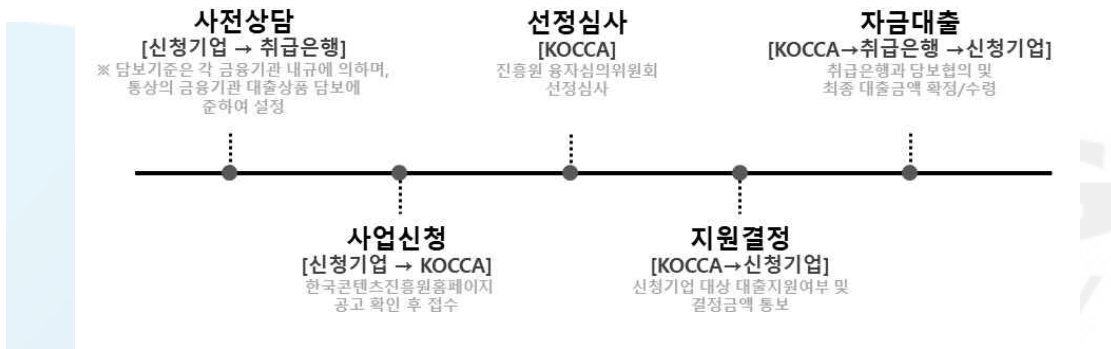 사전상담
[신청기업 → 취급은행]
※ 담보기준은 각 금융기관 내규에 의하며,
통상의 금융기관 대출상품 담보에
준하여 설정
사업신청
[신청기업 → KOCCA]
한국콘텐츠진흥원홈페이지
공고 확인 후 접수
선정심사
[KOCCA]
진흥원 융자심의위원회
선정심사
지원결정
[KOCCA→신청기업]
신청기업 대상 대출지원여부 및
결정금액 통보
자금대출
[KOCCA→취급은행 →신청기업]
취급은행과 담보협의 및
최종 대출금액 확정/수령